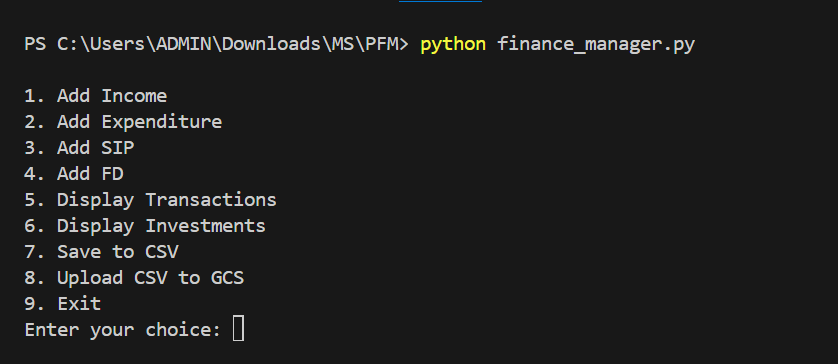 PS C:\Users\ADMIN\Downloads\MS\PFM> python finance_manager.py
1. Add Income
2. Add Expenditure
3. Add SIP
4. Add FD
5. Display Transactions
6. Display Investments
7. Save to CSV
8. Upload CSV to GCS
9. Exit
Enter your choice: